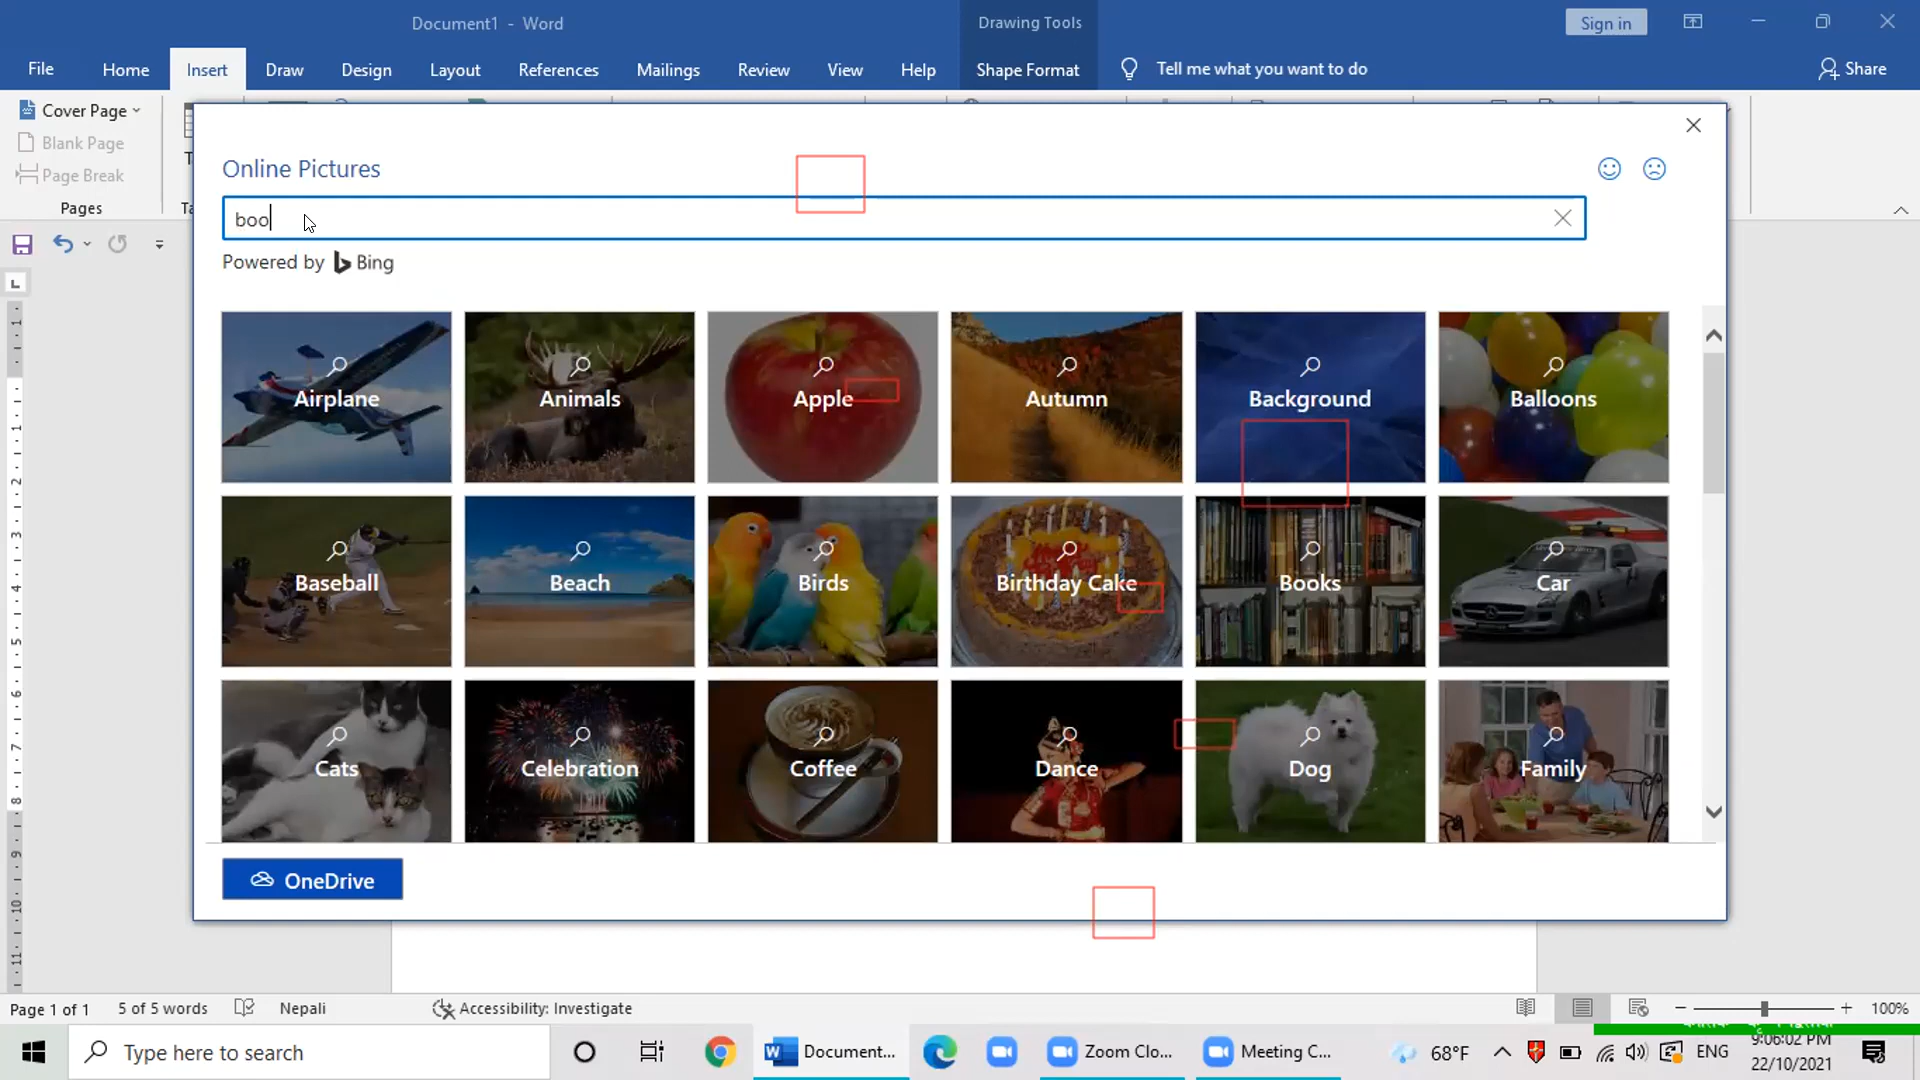 Document1 - Word
Drawing Tools
Sign in
File Home Insert Draw Design Layout References Mailings Review View Help Shape Format Tell me what you want to do Share
Cover Page
Blank Page
Page Break
Pages
Online Pictures
boo
Powered by Bing
Airplane Animals Apple Autumn Background Balloons
Baseball Beach Birds Birthday Cake Books Car
Cats Celebration Coffee Dance Dog Family
OneDrive
Page 1 of 1 5 of 5 words Nepali Accessibility: Investigate 100%
Type here to search
Document... Zoom Clo... Meeting C... 68°F ENG
9:06:02 PM
22/10/2021